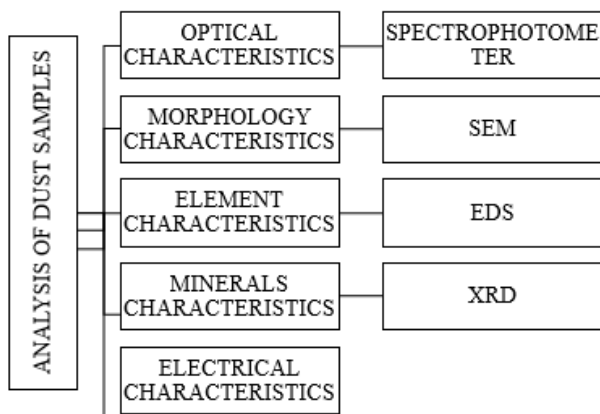 ANALYSIS OF DUST SAMPLES
OPTICAL
CHARACTERISTICS
SPECTROPHOTOME
TER
MORPHOLOGY
CHARACTERISTICS
SEM
ELEMENT
CHARACTERISTICS
EDS
MINERALS
CHARACTERISTICS
XRD
ELECTRICAL
CHARACTERISTICS